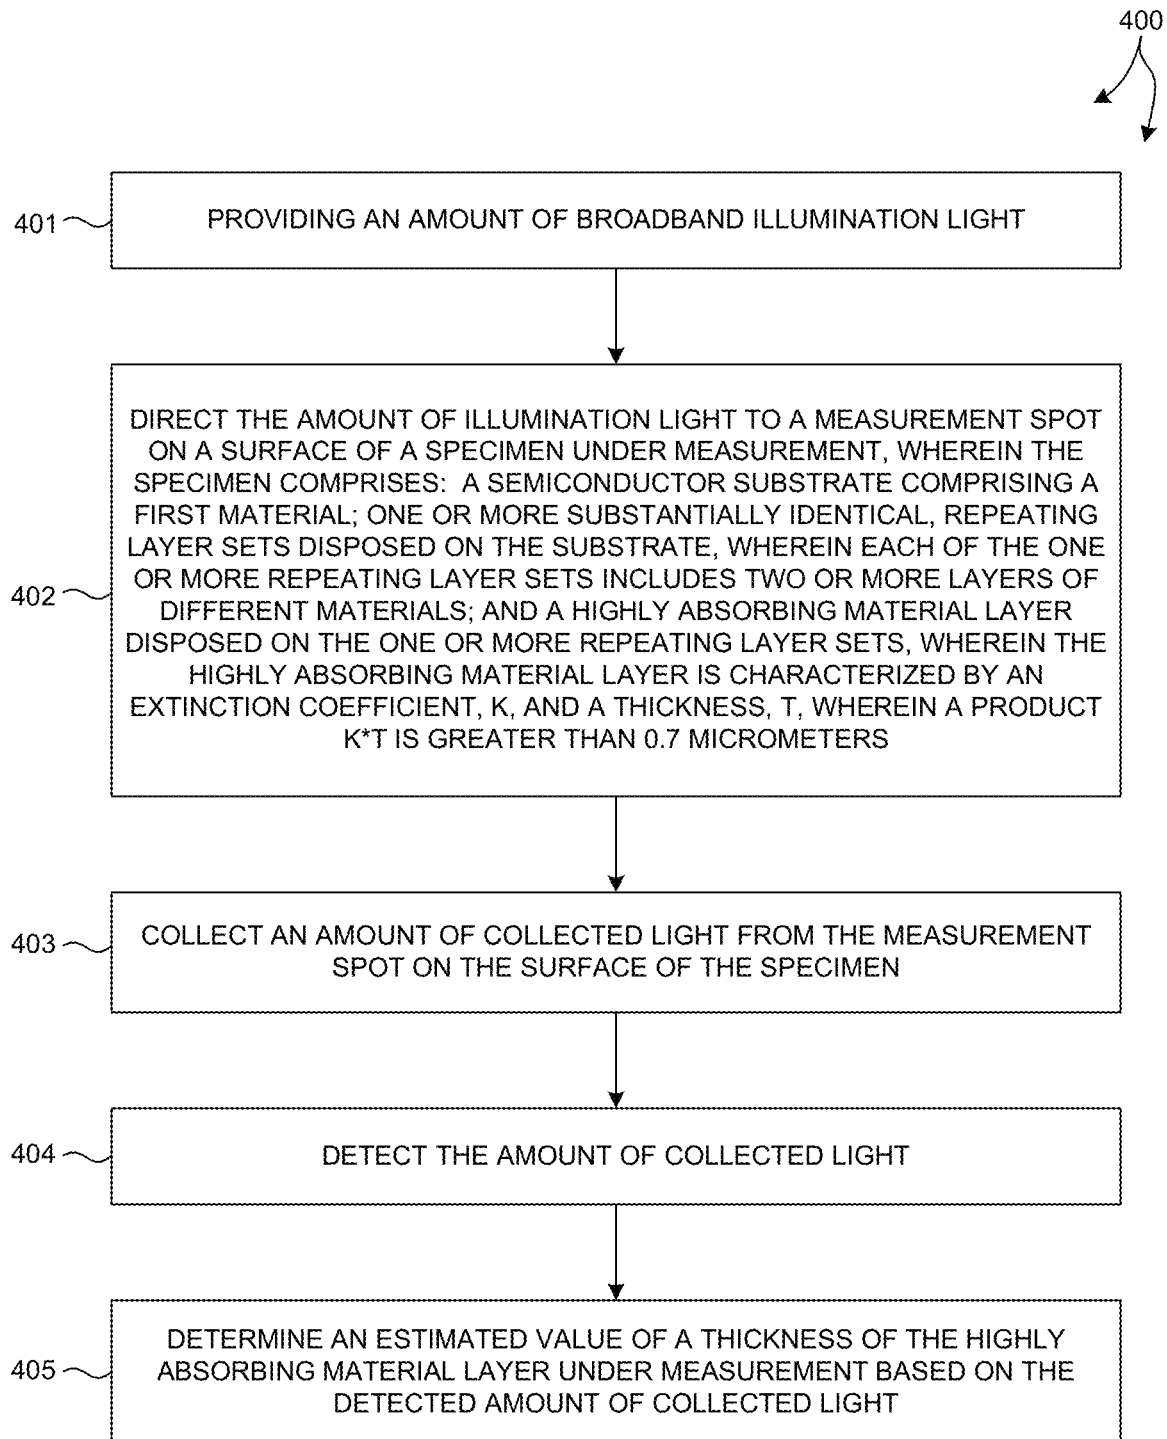 400
401
PROVIDING AN AMOUNT OF BROADBAND ILLUMINATION LIGHT
402
DIRECT THE AMOUNT OF ILLUMINATION LIGHT TO A MEASUREMENT SPOT
ON A SURFACE OF A SPECIMEN UNDER MEASUREMENT, WHEREIN THE
SPECIMEN COMPRISES: A SEMICONDUCTOR SUBSTRATE COMPRISING A
FIRST MATERIAL; ONE OR MORE SUBSTANTIALLY IDENTICAL, REPEATING
LAYER SETS DISPOSED ON THE SUBSTRATE, WHEREIN EACH OF THE ONE
OR MORE REPEATING LAYER SETS INCLUDES TWO OR MORE LAYERS OF
DIFFERENT MATERIALS; AND A HIGHLY ABSORBING MATERIAL LAYER
DISPOSED ON THE ONE OR MORE REPEATING LAYER SETS, WHEREIN THE
HIGHLY ABSORBING MATERIAL LAYER IS CHARACTERIZED BY AN
EXTINCTION COEFFICIENT, K, AND A THICKNESS, T, WHEREIN A PRODUCT
K*T IS GREATER THAN 0.7 MICROMETERS
403
COLLECT AN AMOUNT OF COLLECTED LIGHT FROM THE MEASUREMENT
SPOT ON THE SURFACE OF THE SPECIMEN
404
DETECT THE AMOUNT OF COLLECTED LIGHT
405
DETERMINE AN ESTIMATED VALUE OF A THICKNESS OF THE HIGHLY
ABSORBING MATERIAL LAYER UNDER MEASUREMENT BASED ON THE
DETECTED AMOUNT OF COLLECTED LIGHT